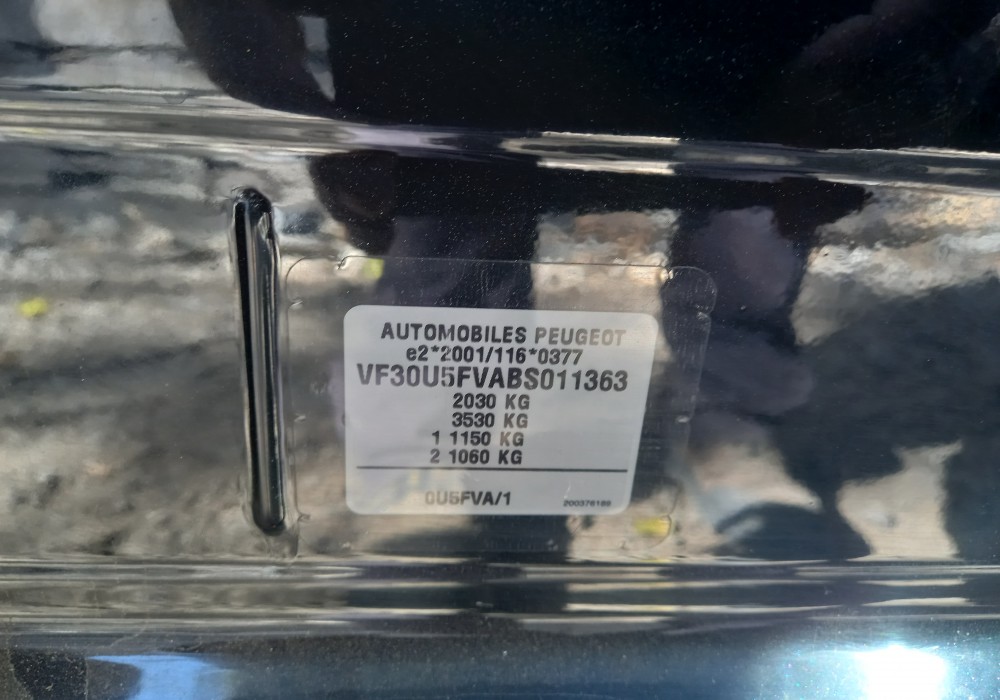 AUTOMOBILES PEUGEOT
e2*2001/116*0377
VF30U5FVABS011363
2030 KG
3530 KG
1 1150 KG
2 1060 KG
0U5FVA/1
200376189